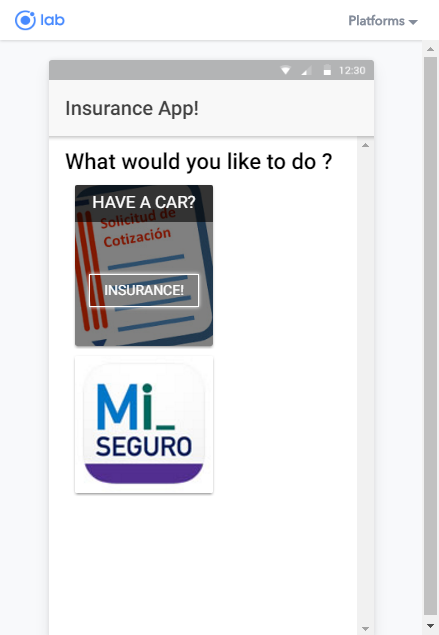 lab
Platforms
12:30
Insurance App!
What would you like to do ?
HAVE A CAR?
Solicitud de
Cotización
INSURANCE!
Mi_
SEGURO